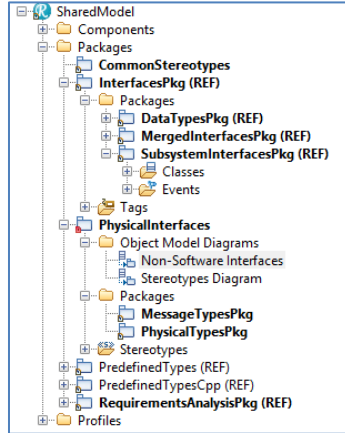 SharedModel
Components
Packages
CommonStereotypes
InterfacesPkg (REF)
Packages
DataTypesPkg (REF)
MergedInterfacesPkg (REF)
SubsystemInterfacesPkg (REF)
Classes
Events
Tags
PhysicalInterfaces
Object Model Diagrams
Non-Software Interfaces
Stereotypes Diagram
Packages
MessageTypesPkg
PhysicalTypesPkg
Stereotypes
PredefinedTypes (REF)
PredefinedTypesCpp (REF)
RequirementsAnalysisPkg (REF)
Profiles